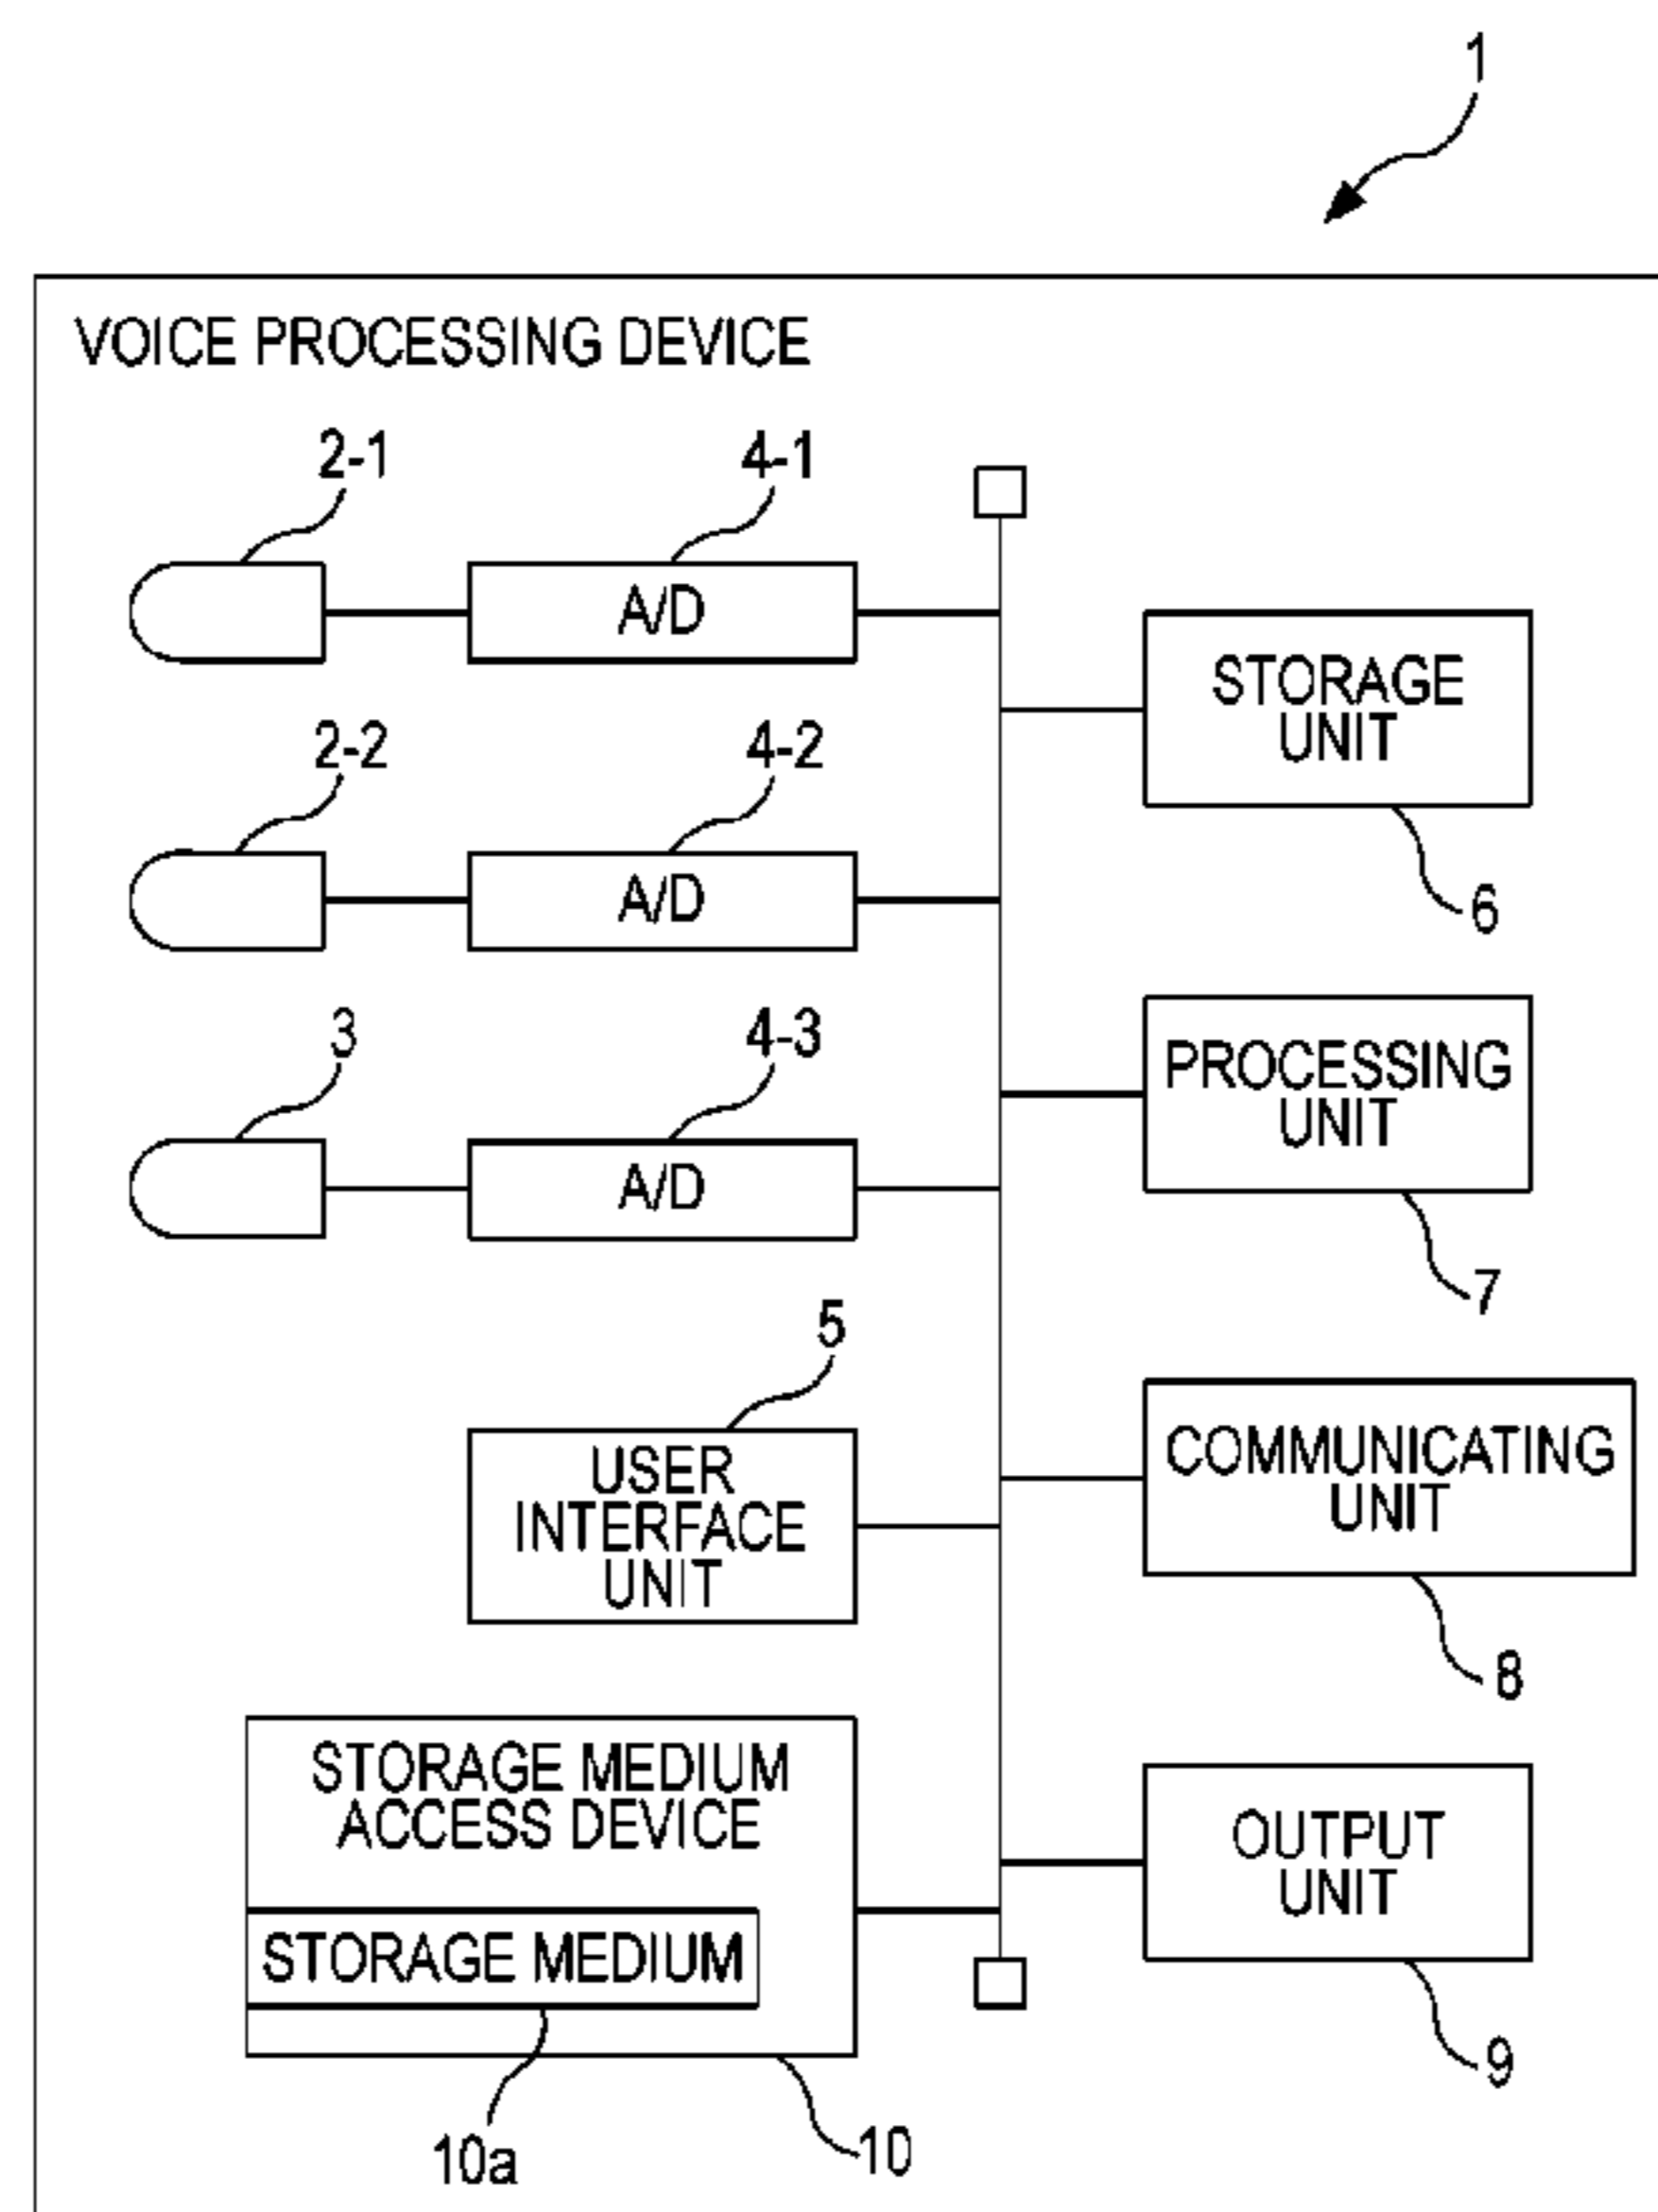 1
VOICE PROCESSING DEVICE
2-1
4-1
A/D
STORAGE
UNIT
6
2-2
4-2
A/D
PROCESSING
UNIT
7
3
4-3
A/D
5
USER
INTERFACE
UNIT
COMMUNICATING
UNIT
8
STORAGE MEDIUM
ACCESS DEVICE
STORAGE MEDIUM
10a
10
OUTPUT
UNIT
9